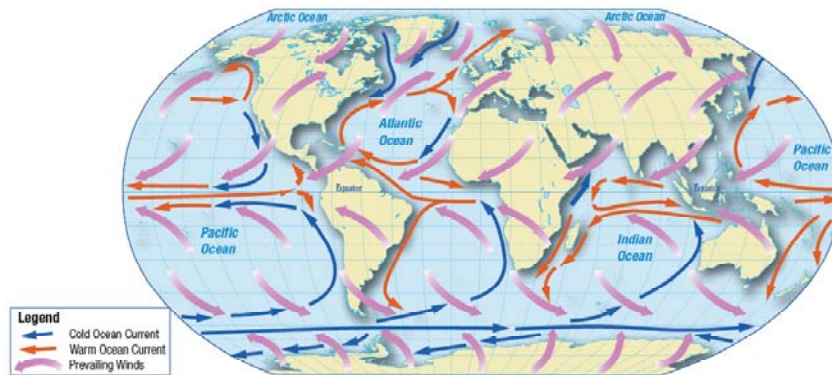 Arctic Ocean
Arctic Ocean
Atlantic
Ocean
Pacific
Ocean
Equator
Equator
Pacific
Ocean
Indian
Ocean
Legend
Cold Ocean Current
Warm Ocean Current
Prevailing Winds